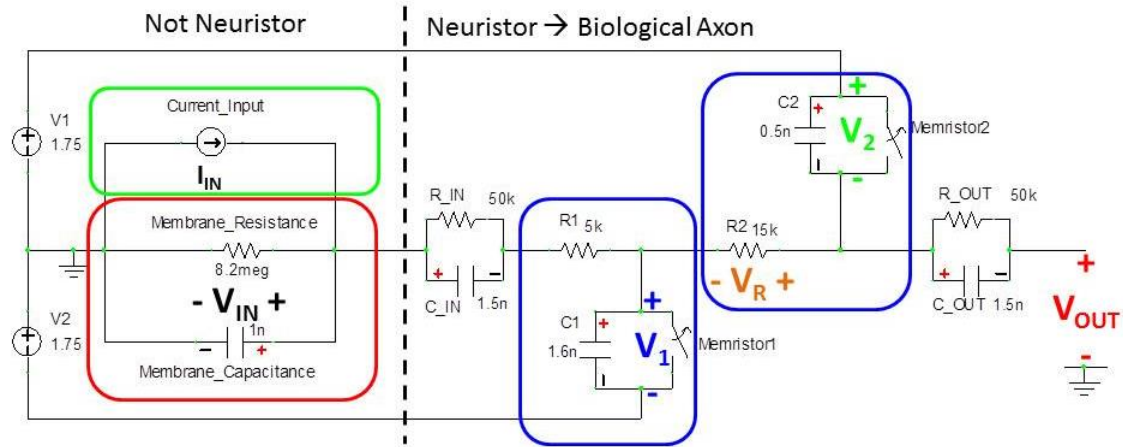 Not Neuristor
Neuristor → Biological Axon
Current_Input
I_IN
V1
1.75
Membrane_Resistance
8.2meg
- V_IN +
1n
- +
Membrane_Capacitance
V2
1.75
R_IN
50k
+ -
C_IN
1.5n
R1
5k
C1
+
1.6n
-
+
V_1
-
Memristor1
R2
15k
- V_R +
C2
+
0.5n
-
+
V_2
-
Memristor2
R_OUT
50k
+ -
C_OUT
1.5n
+
V_OUT
-